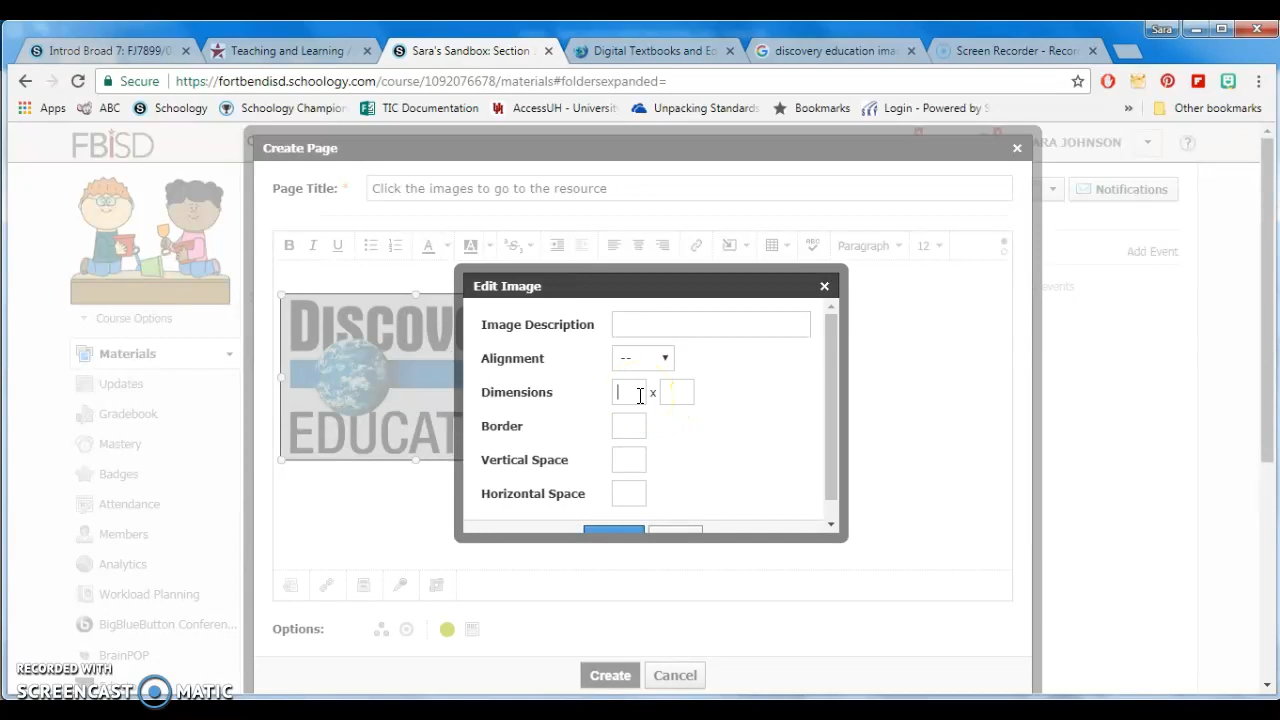 Sara
Introd Broad 7: FJ7899/0
Teaching and Learning /
Sara's Sandbox: Section
Digital Textbooks and Ed
discovery education ima
Screen Recorder - Recor
Secure
https://fortbendisd.schoology.com/course/1092076678/materials#foldersexpanded=
Apps
ABC
Schoology
Schoology Champion
TIC Documentation
AccessUH - Universit
Unpacking Standards
Bookmarks
Login - Powered by S
»
Other bookmarks
FBISD
Create Page
ARA JOHNSON
Page Title: *
Click the images to go to the resource
Notifications
B I U
Paragraph
12
Add Event
events
Edit Image
Course Options
DISCOV
EDUCAT
Image Description
Alignment
--
Dimensions
x
Border
Vertical Space
Horizontal Space
Materials
Updates
Gradebook
Mastery
Badges
Attendance
Members
Analytics
Workload Planning
BigBlueButton Conferen...
BrainPOP
Options:
Create
Cancel
RECORDED WITH
SCREENCAST MATIC